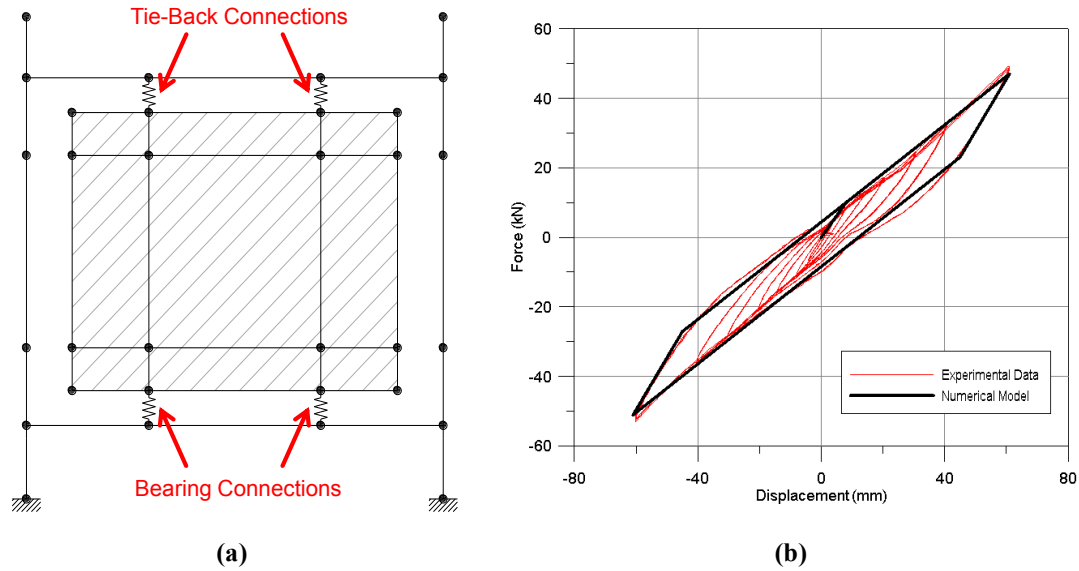 Tie-Back Connections
Bearing Connections
(a)
60
40
20
0
-20
-40
-60
Force (kN)
-80
-40
0
40
80
Displacement (mm)
Experimental Data
Numerical Model
(b)